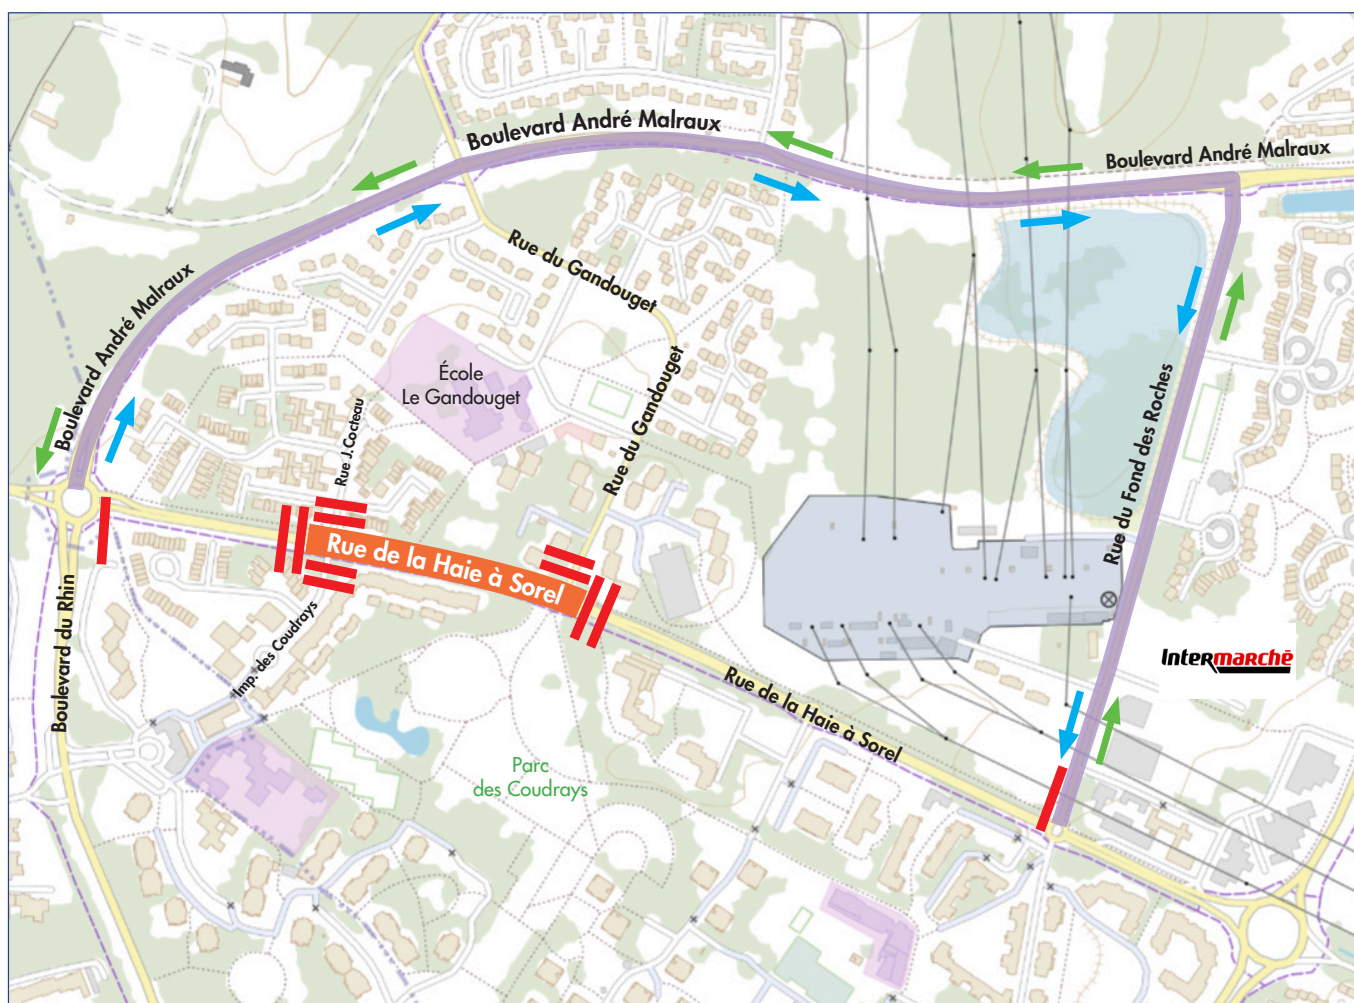 Boulevard André Malraux
Boulevard André Malraux
Boulevard André Malraux
Rue du Gandouget
École
Le Gandouget
Rue J.Cocteau
Rue du Gandouget
Rue du Fond des Roches
Rue de la Haie à Sorel
Boulevard du Rhin
Imp. des Coudrays
Intermarchē
Rue de la Haie à Sorel
Parc
des Coudrays